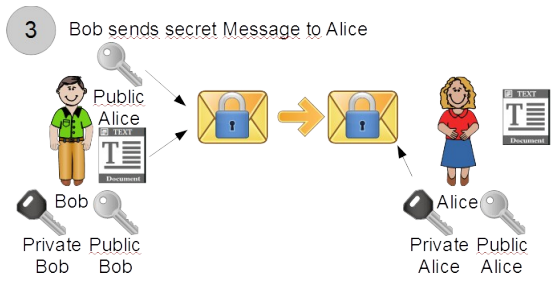 3
Bob sends secret Message to Alice
Public
Alice
TEXT
T
Document
Bob
Private
Bob
Public
Bob
TEXT
T
Document
Alice
Private
Alice
Public
Alice